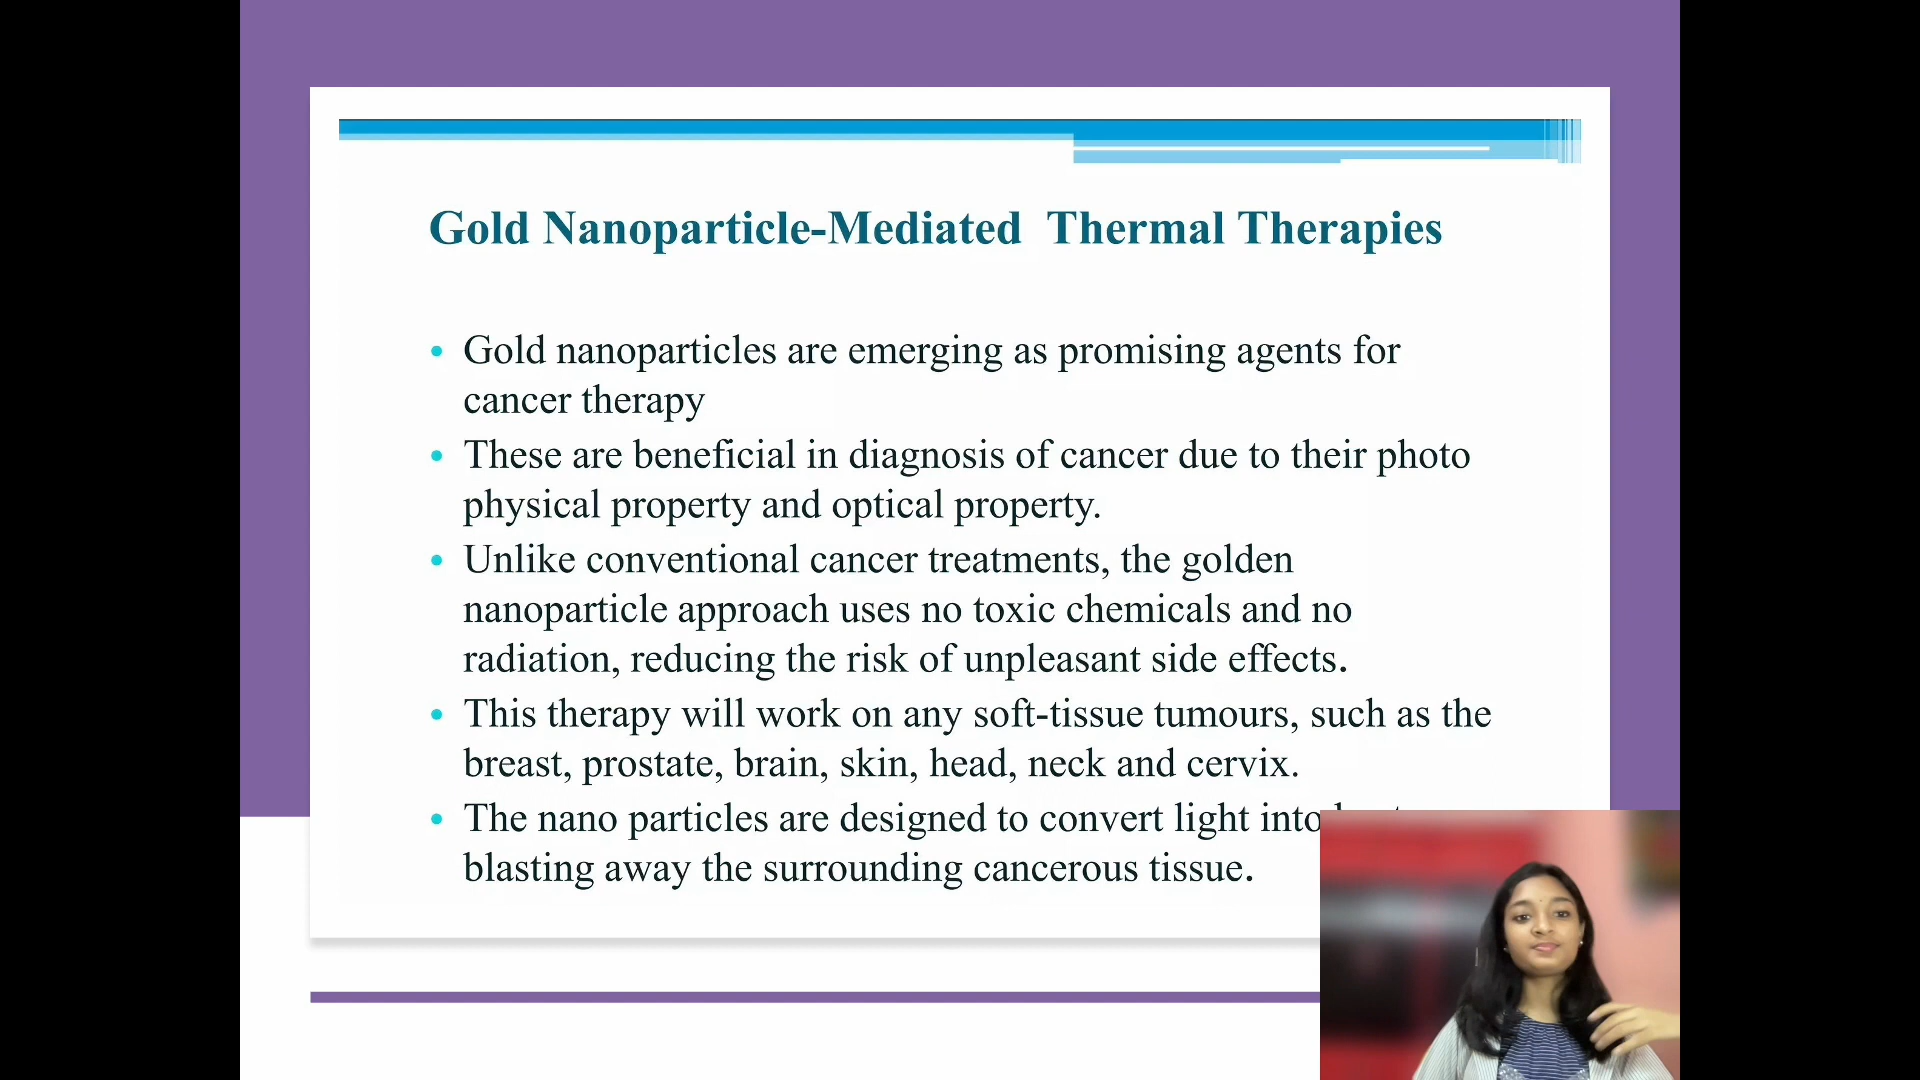 Gold Nanoparticle-Mediated Thermal Therapies
• Gold nanoparticles are emerging as promising agents for
cancer therapy
• These are beneficial in diagnosis of cancer due to their photo
physical property and optical property.
• Unlike conventional cancer treatments, the golden
nanoparticle approach uses no toxic chemicals and no
radiation, reducing the risk of unpleasant side effects.
• This therapy will work on any soft-tissue tumours, such as the
breast, prostate, brain, skin, head, neck and cervix.
• The nano particles are designed to convert light into
blasting away the surrounding cancerous tissue.